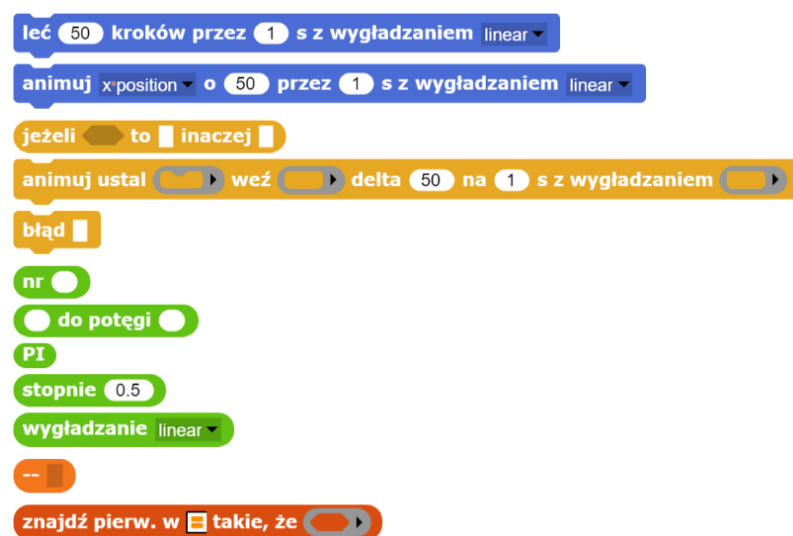 leć 50 kroków przez 1 s z wygładzaniem linear
animuj x position o 50 przez 1 s z wygładzaniem linear
jeżeli to inaczej
animuj ustal weź delta 50 na 1 s z wygładzaniem
błąd
nr
do potęgi
PI
stopnie 0.5
wygładzanie linear
--
znajdź pierw. w takie, że